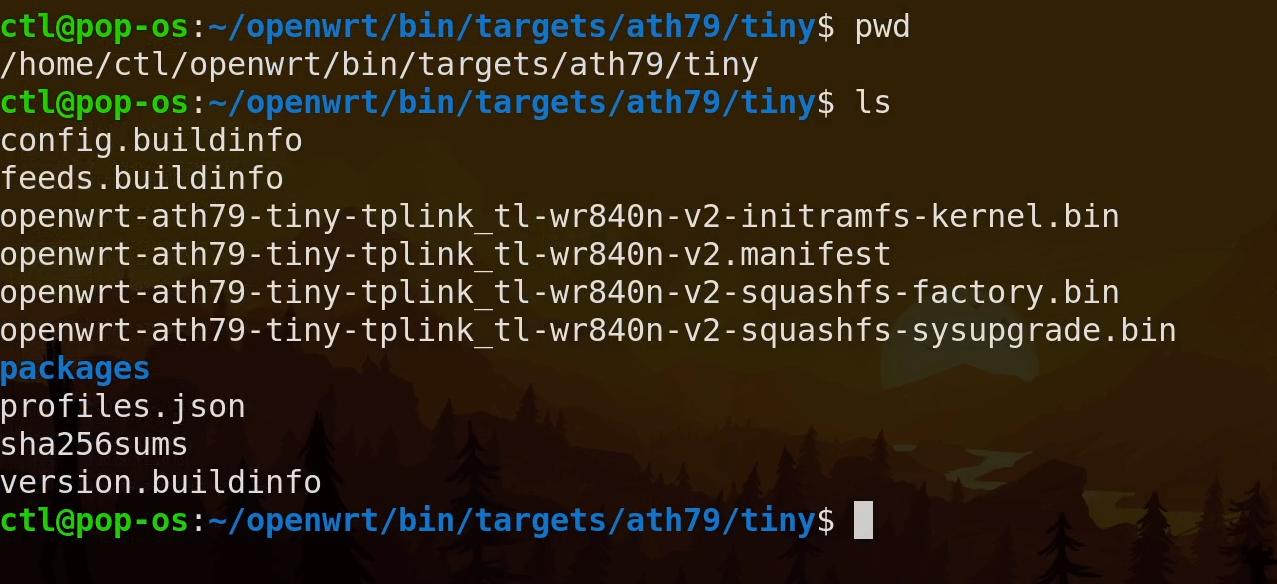 ctl@pop-os:~/openwrt/bin/targets/ath79/tiny$ pwd
/home/ctl/openwrt/bin/targets/ath79/tiny
ctl@pop-os:~/openwrt/bin/targets/ath79/tiny$ ls
config.buildinfo
feeds.buildinfo
openwrt-ath79-tiny-tplink_tl-wr840n-v2-initramfs-kernel.bin
openwrt-ath79-tiny-tplink_tl-wr840n-v2.manifest
openwrt-ath79-tiny-tplink_tl-wr840n-v2-squashfs-factory.bin
openwrt-ath79-tiny-tplink_tl-wr840n-v2-squashfs-sysupgrade.bin
packages
profiles.json
sha256sums
version.buildinfo
ctl@pop-os:~/openwrt/bin/targets/ath79/tiny$